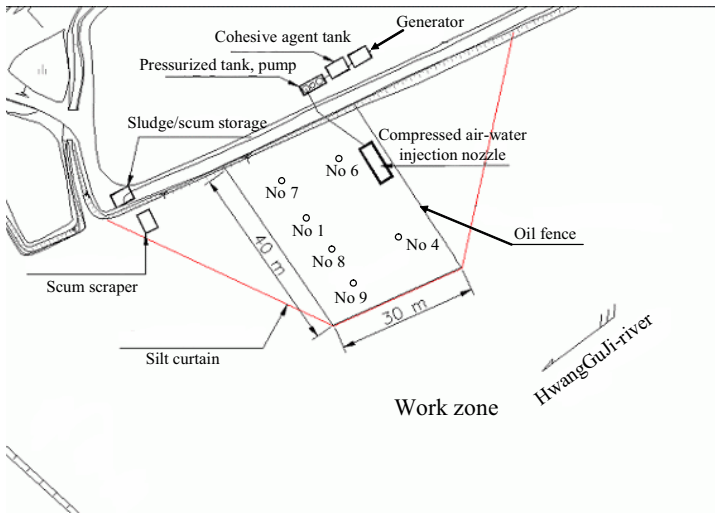 Generator
Cohesive agent tank
Pressurized tank, pump
Sludge/scum storage
Compressed air-water
injection nozzle
No 6
No 7
No 1
No 8
No 4
No 9
Oil fence
40 m
30 m
Scum scraper
Silt curtain
HwangGuJi-river
Work zone